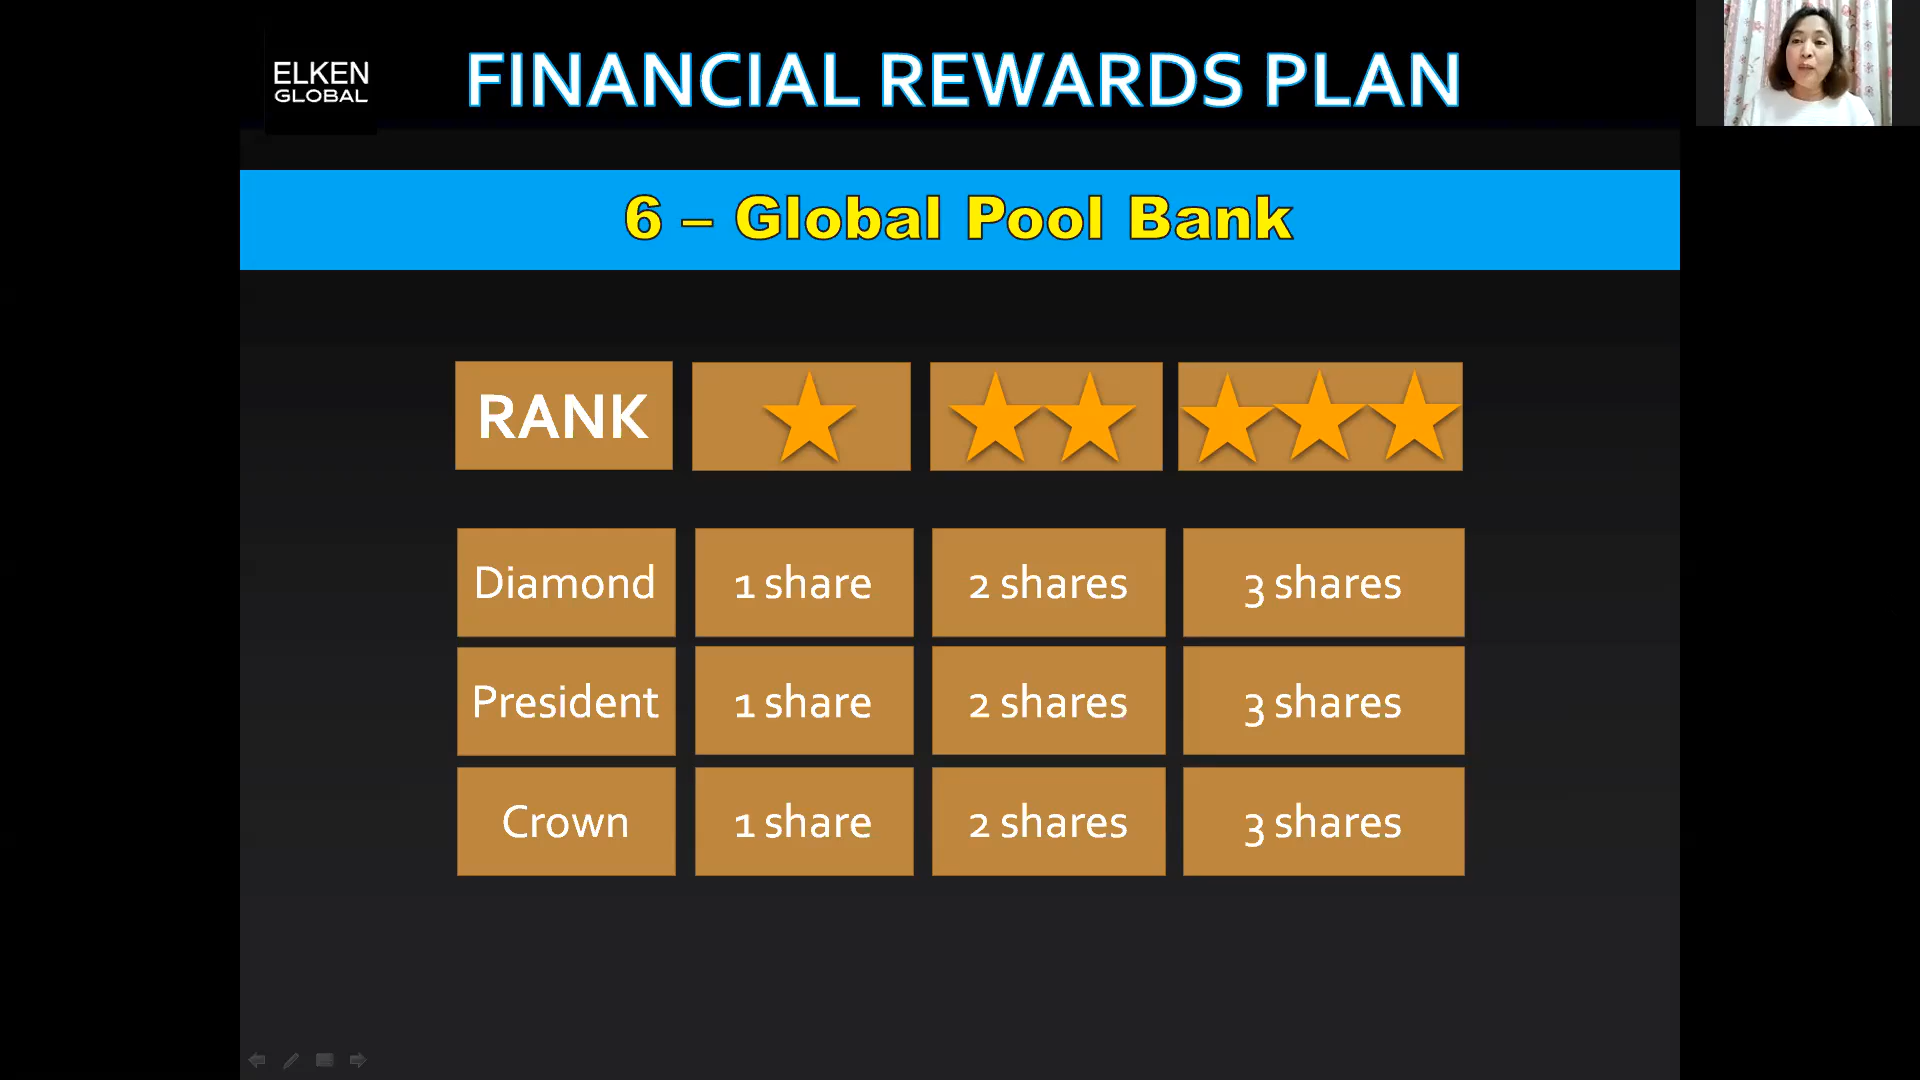 ELKEN
GLOBAL
FINANCIAL REWARDS PLAN
6 – Global Pool Bank
RANK
Diamond 1 share 2 shares 3 shares
President 1 share 2 shares 3 shares
Crown 1 share 2 shares 3 shares